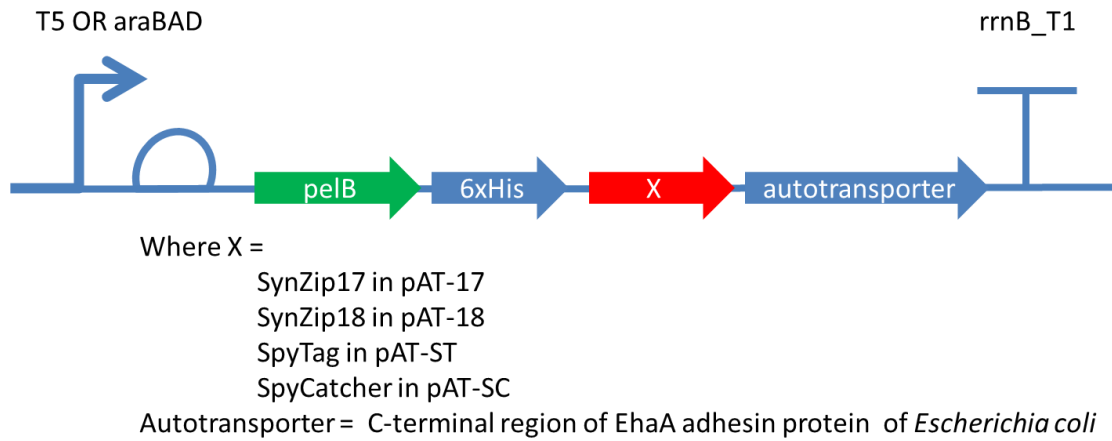 T5 OR araBAD rrnB_T1
pelB 6xHis X autotransporter
Where X =
SynZip17 in pAT-17
SynZip18 in pAT-18
SpyTag in pAT-ST
SpyCatcher in pAT-SC
Autotransporter = C-terminal region of EhaA adhesin protein of Escherichia coli